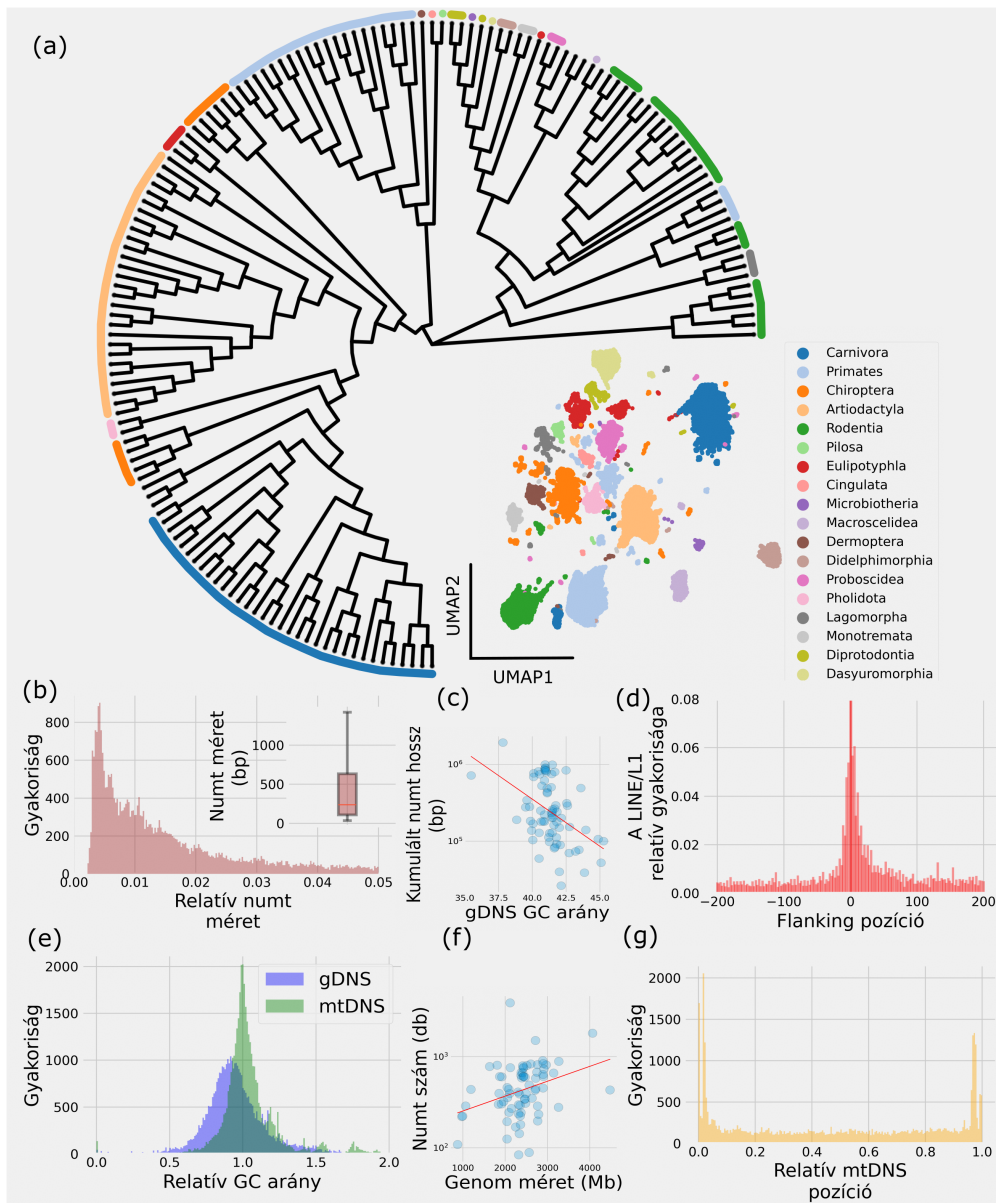 (a)
Carnivora
Primates
Chiroptera
Artiodactyla
Rodentia
Pilosa
Eulipotyphla
Cingulata
Microbiotheria
Macroscelidea
Dermoptera
Didelphimorphia
Proboscidea
Pholidota
Lagomorpha
Monotremata
Diprotodontia
Dasyuromorphia
UMAP2
UMAP1
(b)
Gyakoriság
800
600
400
200
0
0.00
0.01
0.02
0.03
0.04
0.05
Relatív numt
méret
Numt méret
(bp)
1000
500
0
(c)
Kumulált numt hossz
(bp)
10⁶
10⁵
35.0
37.5
40.0
42.5
45.0
gDNS GC arány
(d)
A LINE/L1
relatív gyakorisága
0.08
0.06
0.04
0.02
0.00
−200
−100
0
100
200
Flanking pozíció
(e)
Gyakoriság
2000
1500
1000
500
0
0.0
0.5
1.0
1.5
2.0
Relatív GC arány
gDNS
mtDNS
(f)
Numt szám (db)
10³
10²
1000
2000
3000
4000
Genom méret (Mb)
(g)
Gyakoriság
2000
1500
1000
500
0
0.0
0.2
0.4
0.6
0.8
1.0
Relatív mtDNS
pozíció